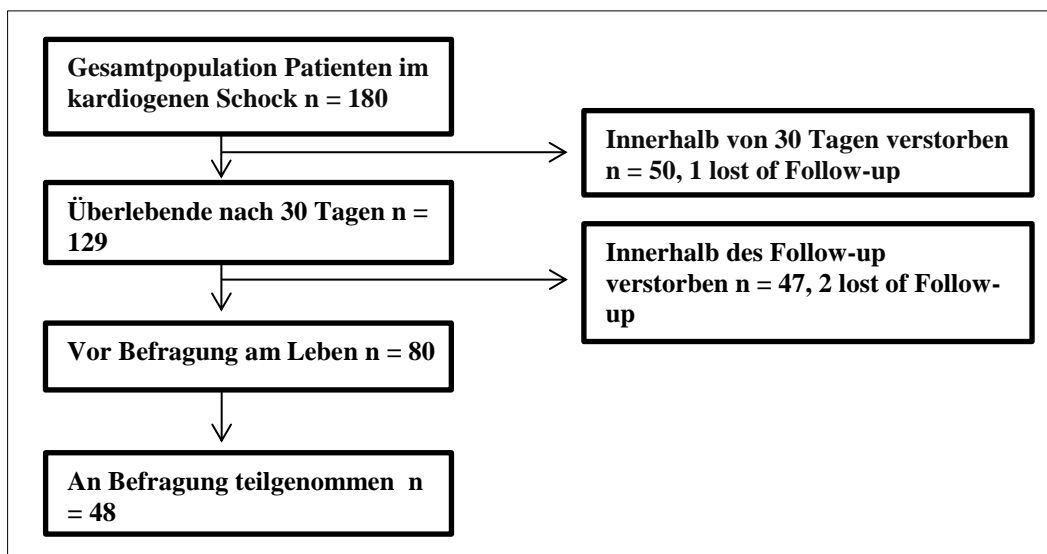 Gesamtpopulation Patienten im
kardiogenen Schock n = 180
Innerhalb von 30 Tagen verstorben
n = 50, 1 lost of Follow-up
Überlebende nach 30 Tagen n =
129
Innerhalb des Follow-up
verstorben n = 47, 2 lost of Follow-
up
Vor Befragung am Leben n = 80
An Befragung teilgenommen  n
= 48